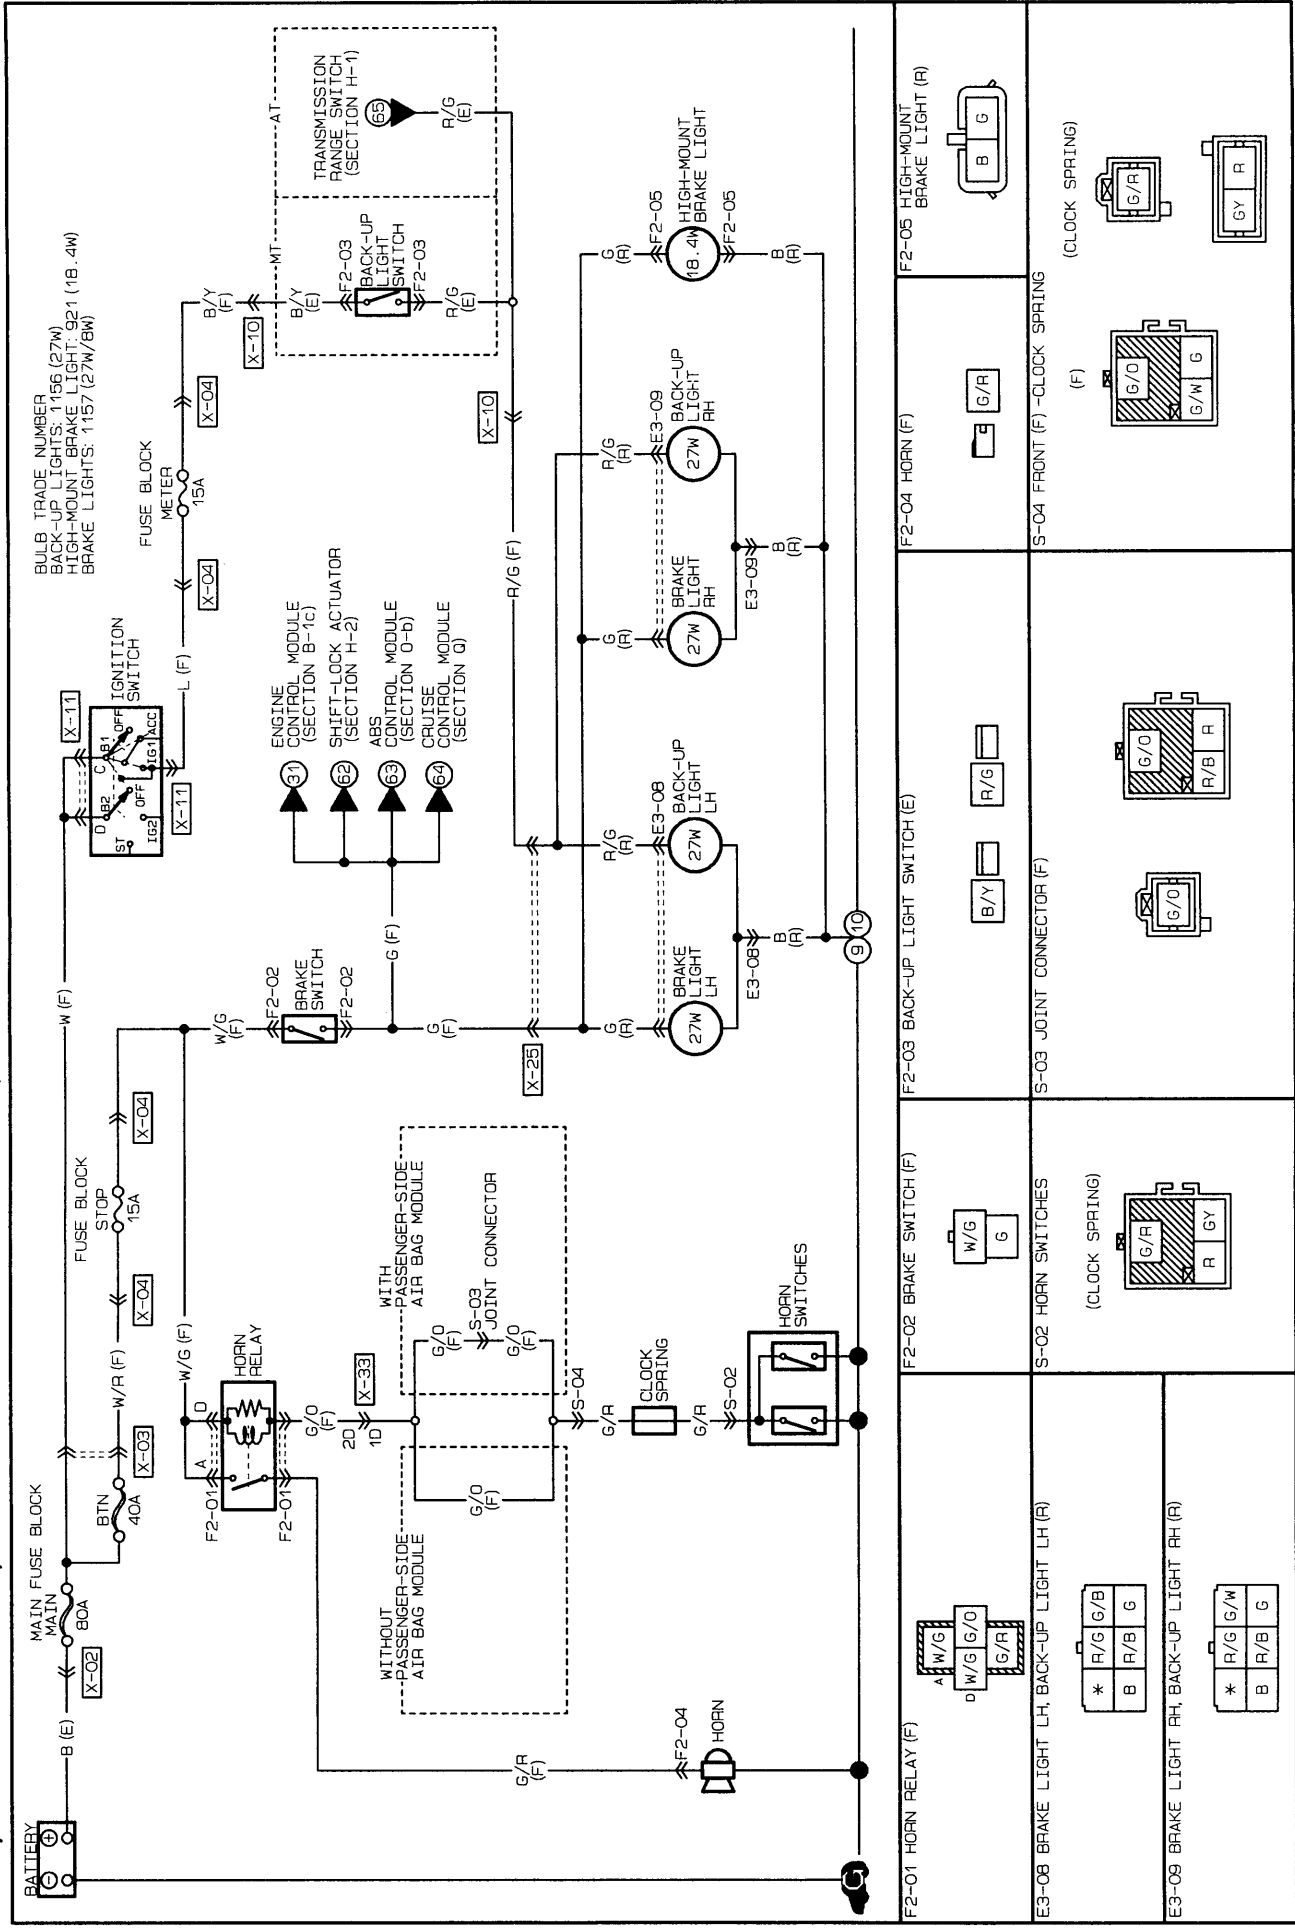 BATTERY
− +
B (E)
X-02
MAIN FUSE BLOCK
MAIN
80A
BTN
40A
X-03
W (F)
W/R (F)
X-04
FUSE BLOCK
STOP
15A
X-04
X-11
D
B2
C
B1
OFF
ST
OFF
IG2
IG1
ACC
IGNITION
SWITCH
X-11
L (F)
X-04
FUSE BLOCK
METER
15A
X-04
B/Y
(F)
X-10
BULB TRADE NUMBER
BACK-UP LIGHTS: 1156 (27W)
HIGH-MOUNT BRAKE LIGHT: 921 (18.4W)
BRAKE LIGHTS: 1157 (27W/8W)
MT
AT
B/Y
(E)
F2-03
BACK-UP
LIGHT
SWITCH
F2-03
R/G
(E)
TRANSMISSION
RANGE SWITCH
(SECTION H-1)
65
R/G
(E)
X-10
R/G (F)
W/G (F)
A
D
F2-01
HORN
RELAY
F2-01
G/O
(F)
2D
1D
X-33
W/G
(F)
F2-02
BRAKE
SWITCH
F2-02
G
(F)
G (F)
ENGINE
CONTROL MODULE
(SECTION B-1c)
31
SHIFT-LOCK ACTUATOR
(SECTION H-2)
62
ABS
CONTROL MODULE
(SECTION O-b)
63
CRUISE
CONTROL MODULE
(SECTION Q)
64
WITHOUT
PASSENGER-SIDE
AIR BAG MODULE
G/O
(F)
WITH
PASSENGER-SIDE
AIR BAG MODULE
G/O
(F)
S-03
JOINT CONNECTOR
G/O
(F)
S-04
G/R
CLOCK
SPRING
G/R
S-02
HORN
SWITCHES
G/R
(F)
F2-04
HORN
X-25
G
(R)
BRAKE
LIGHT
LH
27W
R/G
(R)
E3-08
BACK-UP
LIGHT
LH
27W
E3-08
B
(R)
G
(R)
BRAKE
LIGHT
RH
27W
R/G
(R)
E3-09
BACK-UP
LIGHT
RH
27W
E3-09
B
(R)
G
(R)
F2-05
HIGH-MOUNT
BRAKE LIGHT
18.4W
F2-05
B
(R)
9 10
F2-01 HORN RELAY (F)
A
W/G
D
W/G
G/O
G/R
F2-02 BRAKE SWITCH (F)
W/G
G
F2-03 BACK-UP LIGHT SWITCH (E)
B/Y
R/G
F2-04 HORN (F)
G/R
F2-05 HIGH-MOUNT
BRAKE LIGHT (R)
B G
E3-08 BRAKE LIGHT LH, BACK-UP LIGHT LH (R)
* R/G G/B
B R/B G
E3-09 BRAKE LIGHT RH, BACK-UP LIGHT RH (R)
* R/G G/W
B R/B G
S-02 HORN SWITCHES
(CLOCK SPRING)
G/R
R GY
S-03 JOINT CONNECTOR (F)
G/O
G/O
R/B R
S-04 FRONT (F) -CLOCK SPRING
(F)
G/O
G/W G
(CLOCK SPRING)
G/R
GY R